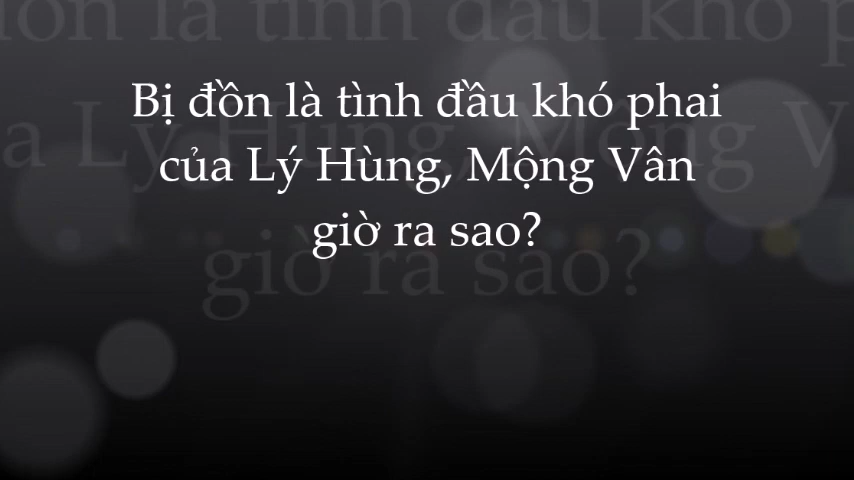 Bị đồn là tình đầu khó phai
của Lý Hùng, Mộng Vân
giờ ra sao?